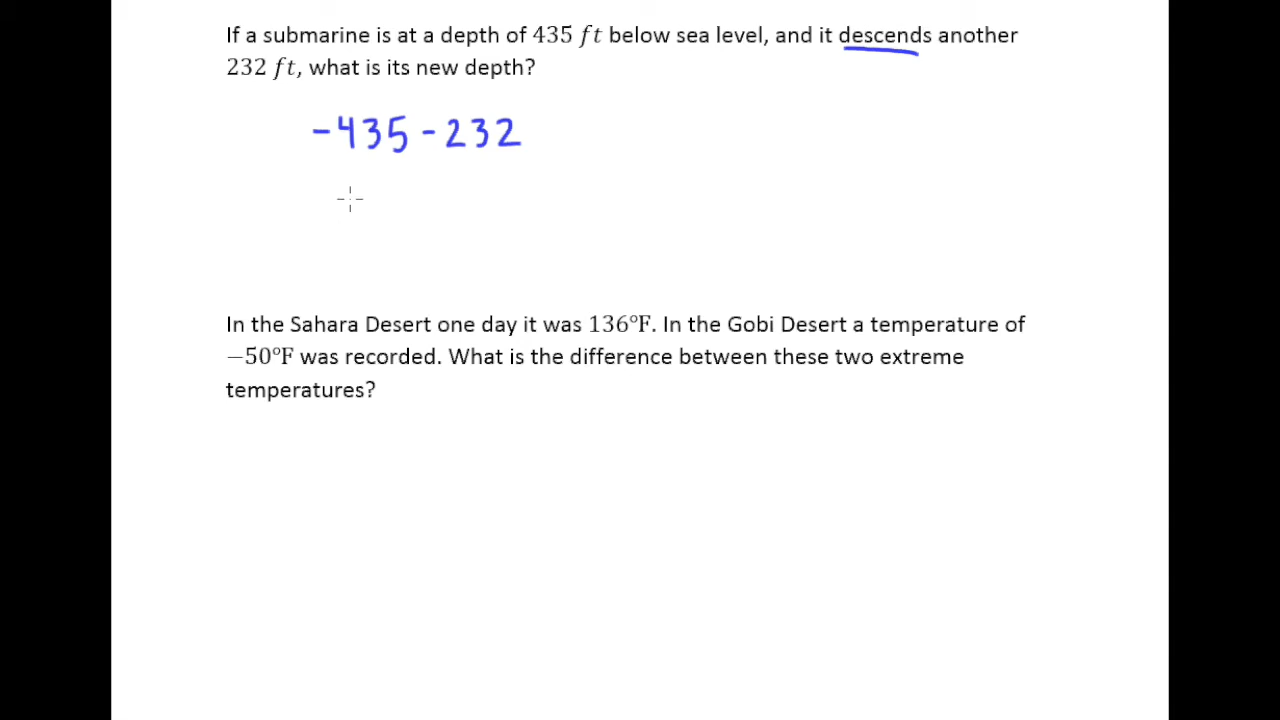 If a submarine is at a depth of 435 ft below sea level, and it descends another
232 ft, what is its new depth?
-435-232
In the Sahara Desert one day it was 136°F. In the Gobi Desert a temperature of
−50°F was recorded. What is the difference between these two extreme
temperatures?